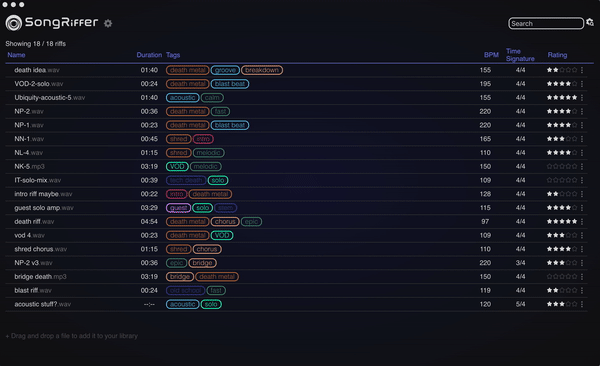 SongRiffer
Search
Showing 18 / 18 riffs
Name Duration Tags BPM Time Signature Rating
death idea.wav 01:40 death metal groove breakdown 155 4/4
VOD-2-solo.wav 00:24 death metal blast beat 195 4/4
Ubiquity-acoustic-5.wav 01:40 acoustic calm 155 4/4
NP-2.wav 00:36 death metal fast 220 4/4
NP-1.wav 00:23 death metal blast beat 220 4/4
NN-1.wav 00:45 shred intro 165 4/4
NL-4.wav 01:15 shred melodic 110 4/4
NK-5.mp3 03:19 VOD melodic 150 4/4
IT-solo-mix.wav 00:39 tech death solo 109 4/4
intro riff maybe.wav 00:22 intro death metal 128 4/4
guest solo amp.wav 03:29 guest solo 115 4/4
death riff.wav 04:54 death metal chorus epic 97 4/4
vod 4.wav 00:23 death metal VOD 109 4/4
shred chorus.wav 01:15 shred chorus 110 4/4
NP-2 v3.wav 00:36 epic bridge 220 3/4
bridge death.mp3 03:19 bridge death metal 150 4/4
blast riff.wav 00:24 old school fast 119 4/4
acoustic stuff?.wav --:-- acoustic solo 120 5/4
+ Drag and drop a file to add it to your library